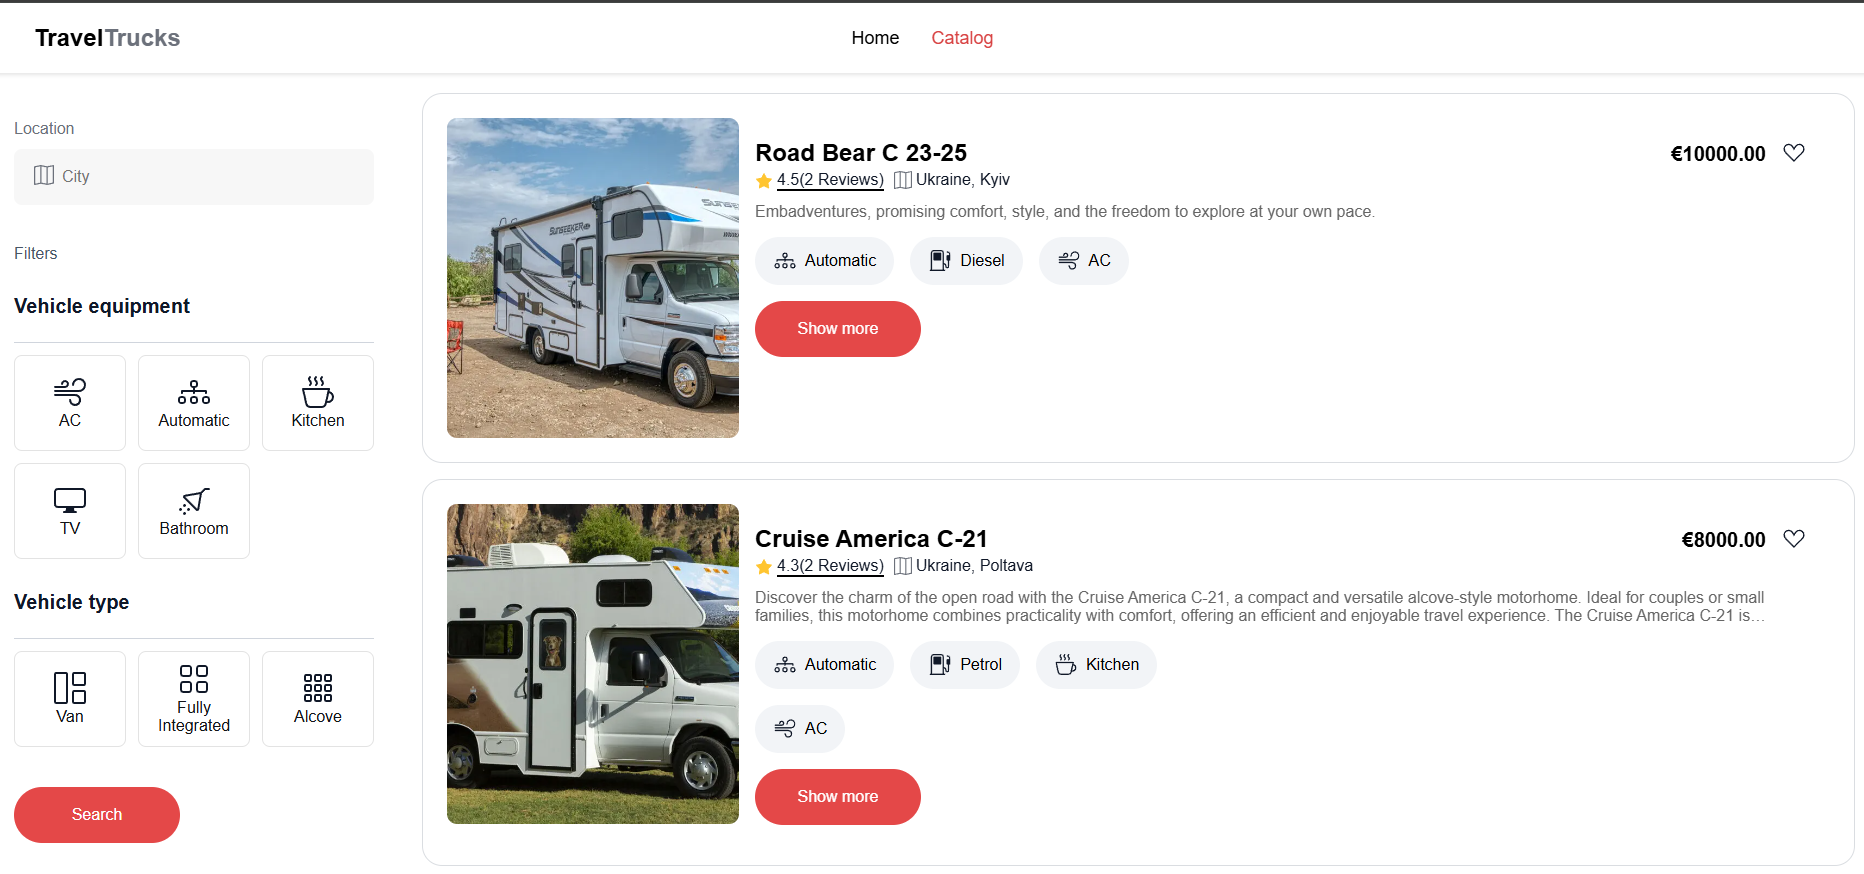 TravelTrucks
Home
Catalog
Location
City
Filters
Vehicle equipment
AC
Automatic
Kitchen
TV
Bathroom
Vehicle type
Van
Fully
Integrated
Alcove
Search
Road Bear C 23-25
€10000.00
4.5(2 Reviews)
Ukraine, Kyiv
Embadventures, promising comfort, style, and the freedom to explore at your own pace.
Automatic
Diesel
AC
Show more
SUNSEEKER
Cruise America C-21
€8000.00
4.3(2 Reviews)
Ukraine, Poltava
Discover the charm of the open road with the Cruise America C-21, a compact and versatile alcove-style motorhome. Ideal for couples or small
families, this motorhome combines practicality with comfort, offering an efficient and enjoyable travel experience. The Cruise America C-21 is...
Automatic
Petrol
Kitchen
AC
Show more